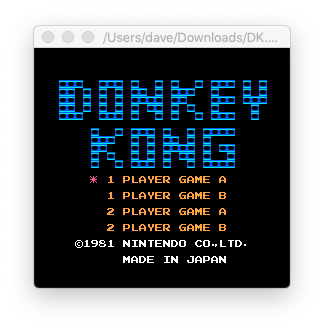 /Users/dave/Downloads/DK....
DONKEY
KONG
* 1 PLAYER GAME A
1 PLAYER GAME B
2 PLAYER GAME A
2 PLAYER GAME B
©1981 NINTENDO CO.,LTD.
MADE IN JAPAN